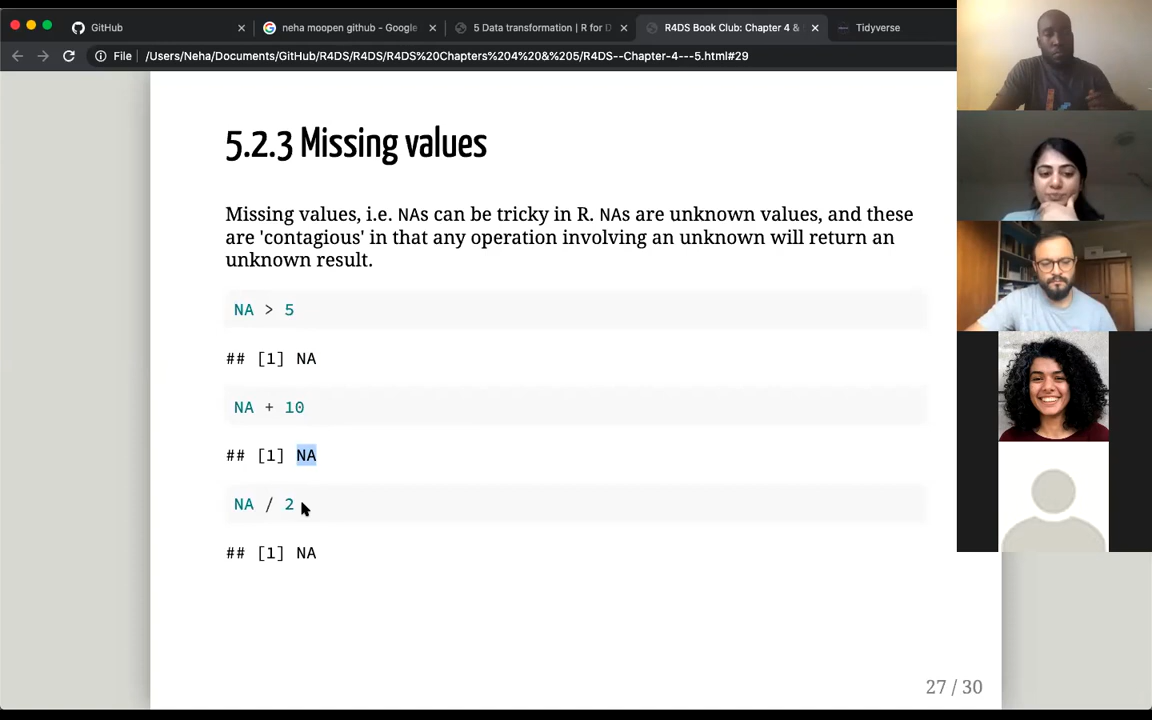 GitHub
neha moopen github - Google
5 Data transformation | R for D
R4DS Book Club: Chapter 4 &
Tidyverse
File
/Users/Neha/Documents/GitHub/R4DS/R4DS/R4DS%20Chapters%204%20&%205/R4DS--Chapter-4---5.html#29
5.2.3 Missing values
Missing values, i.e. NAs can be tricky in R. NAs are unknown values, and these
are 'contagious' in that any operation involving an unknown will return an
unknown result.
NA > 5
## [1] NA
NA + 10
## [1] NA
NA / 2
## [1] NA
27 / 30